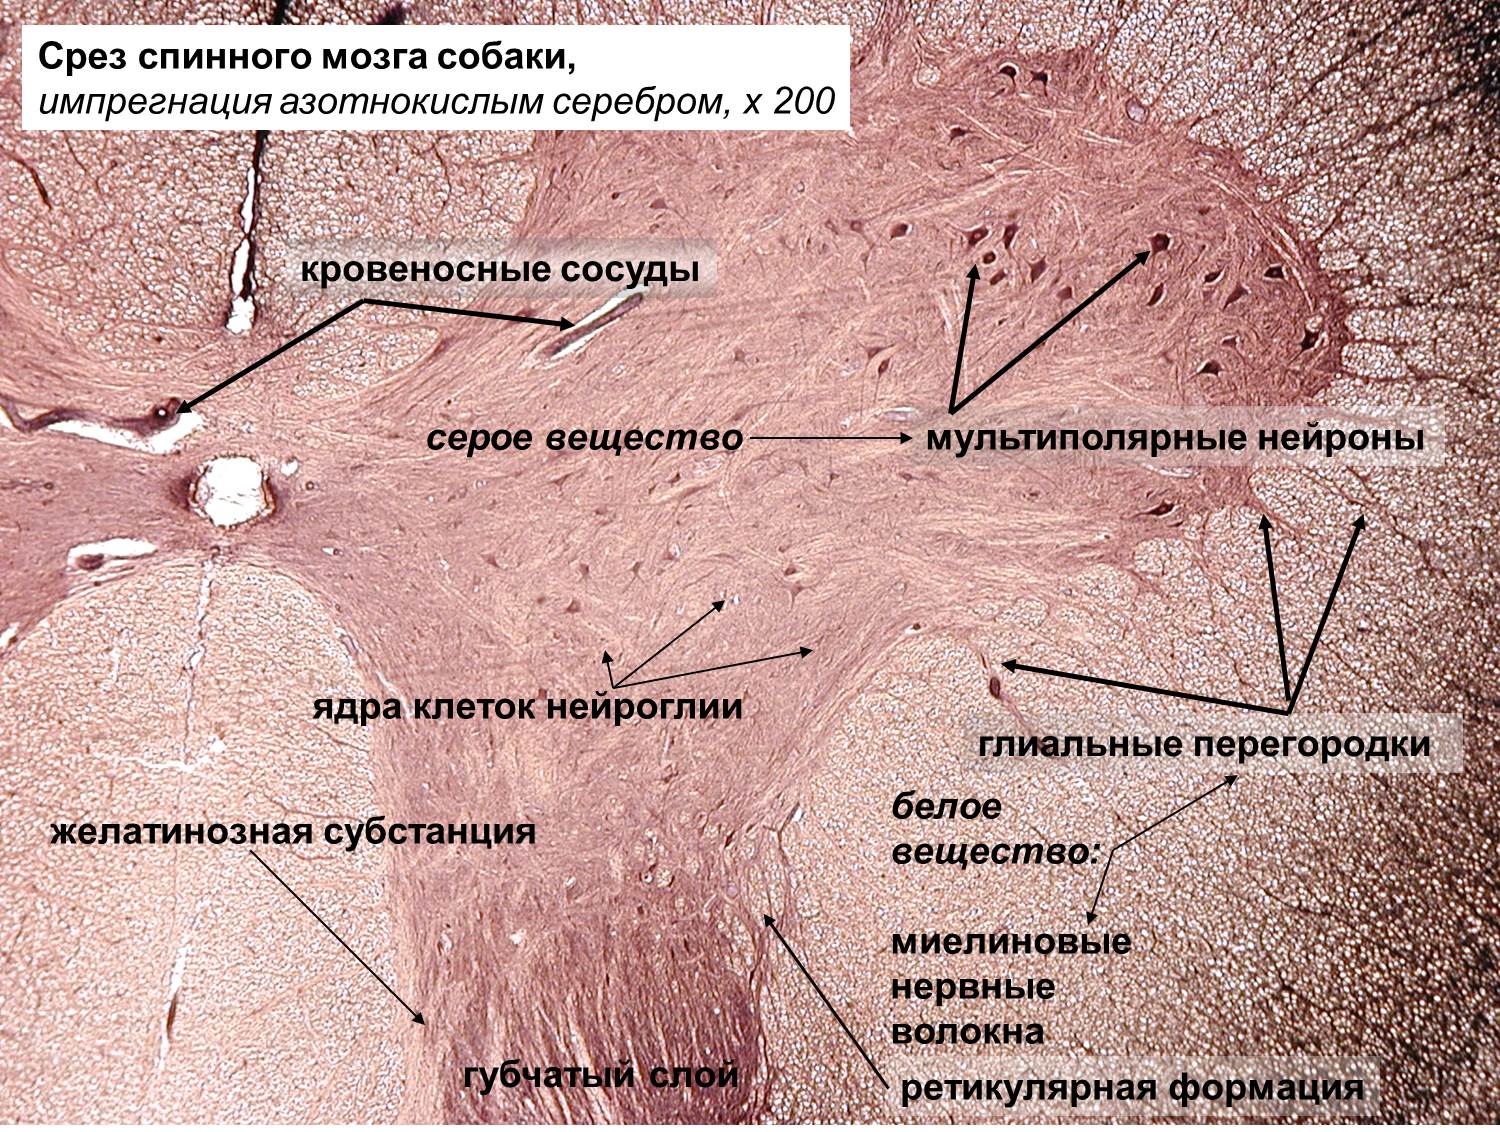 Срез спинного мозга собаки,
импрегнация азотнокислым серебром, х 200
кровеносные сосуды
серое вещество
мультиполярные нейроны
ядра клеток нейроглии
глиальные перегородки
белое
вещество:
желатинозная субстанция
миелиновые
нервные
волокна
губчатый слой
ретикулярная формация